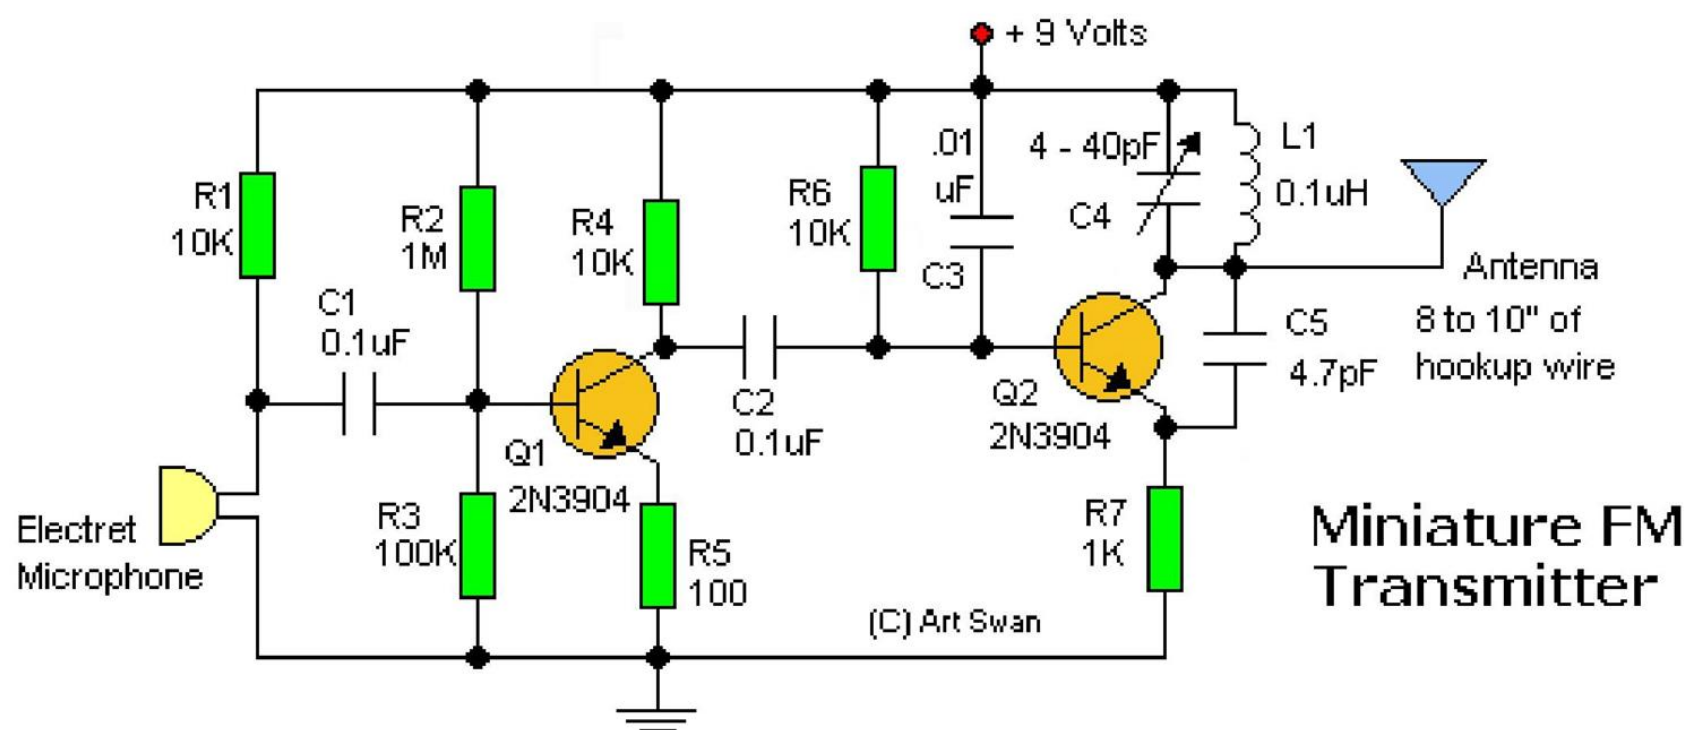 + 9 Volts
R1
10K
R2
1M
R4
10K
R6
10K
.01
uF
C3
4 - 40pF
C4
L1
0.1uH
C1
0.1uF
C2
0.1uF
Q1
2N3904
Q2
2N3904
C5
4.7pF
Antenna
8 to 10" of
hookup wire
Electret
Microphone
R3
100K
R5
100
R7
1K
(C) Art Swan
Miniature FM
Transmitter